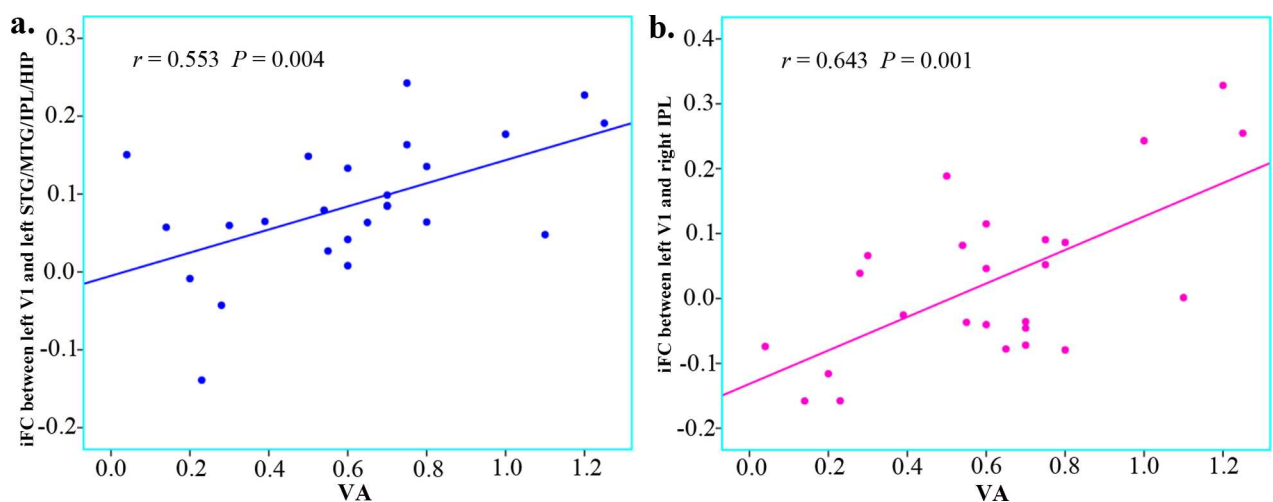 a.
r = 0.553 P = 0.004
iFC between left V1 and left STG/MTG/IPL/HIP
0.3
0.2
0.1
0.0
-0.1
-0.2
0.0 0.2 0.4 0.6 0.8 1.0 1.2
VA
b.
r = 0.643 P = 0.001
iFC between left V1 and right IPL
0.4
0.3
0.2
0.1
0.0
-0.1
-0.2
0.0 0.2 0.4 0.6 0.8 1.0 1.2
VA